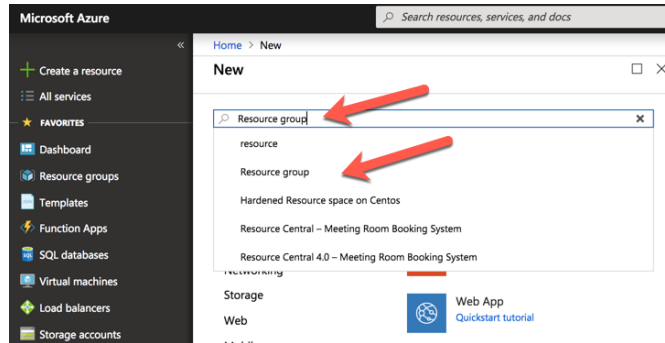 Microsoft Azure
Search resources, services, and docs
«
Home > New
Create a resource
All services
FAVORITES
Dashboard
Resource groups
Templates
Function Apps
SQL databases
Virtual machines
Load balancers
Storage accounts
New
Resource group
resource
Resource group
Hardened Resource space on Centos
Resource Central – Meeting Room Booking System
Resource Central 4.0 – Meeting Room Booking System
Networking
Storage
Web
Web App
Quickstart tutorial